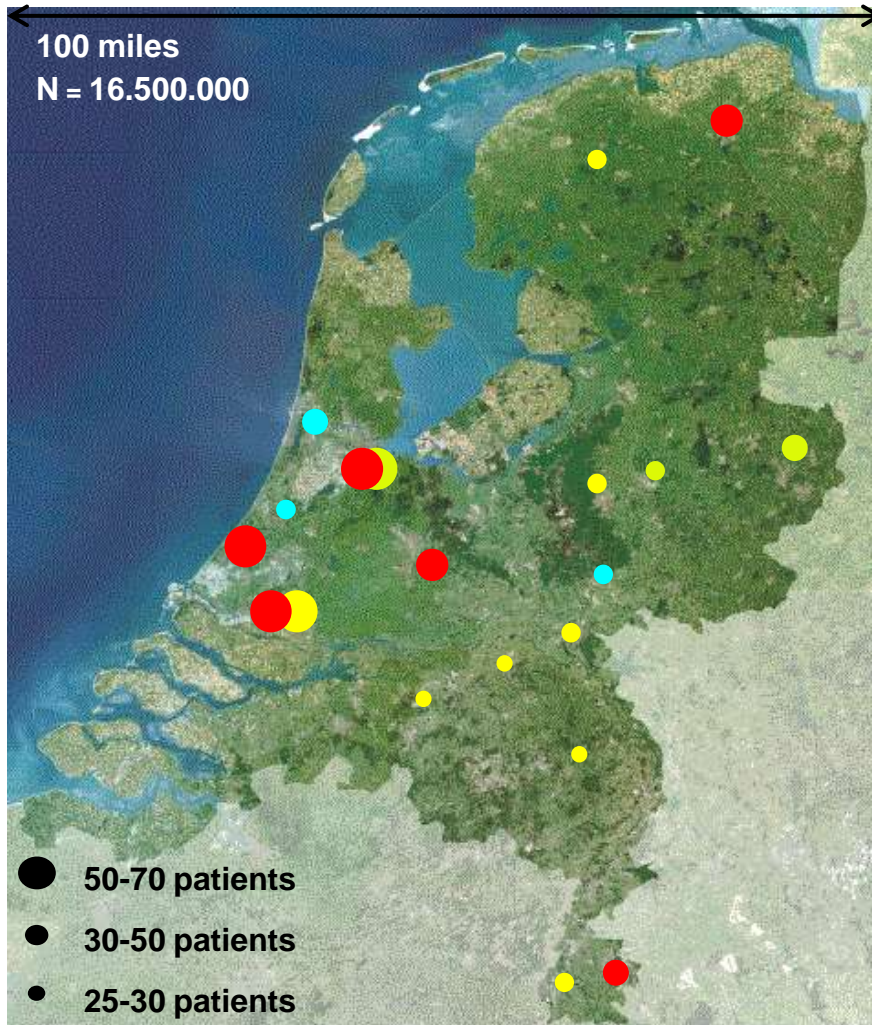 100 miles
N = 16.500.000
50-70 patients
30-50 patients
25-30 patients